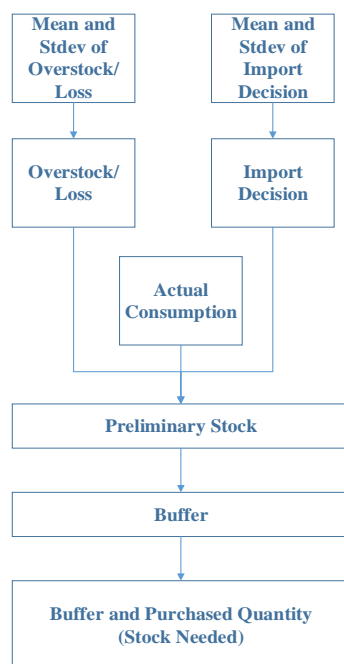 Mean and
Stdev of
Overstock/
Loss
Mean and
Stdev of
Import
Decision
Overstock/
Loss
Import
Decision
Actual
Consumption
Preliminary Stock
Buffer
Buffer and Purchased Quantity
(Stock Needed)